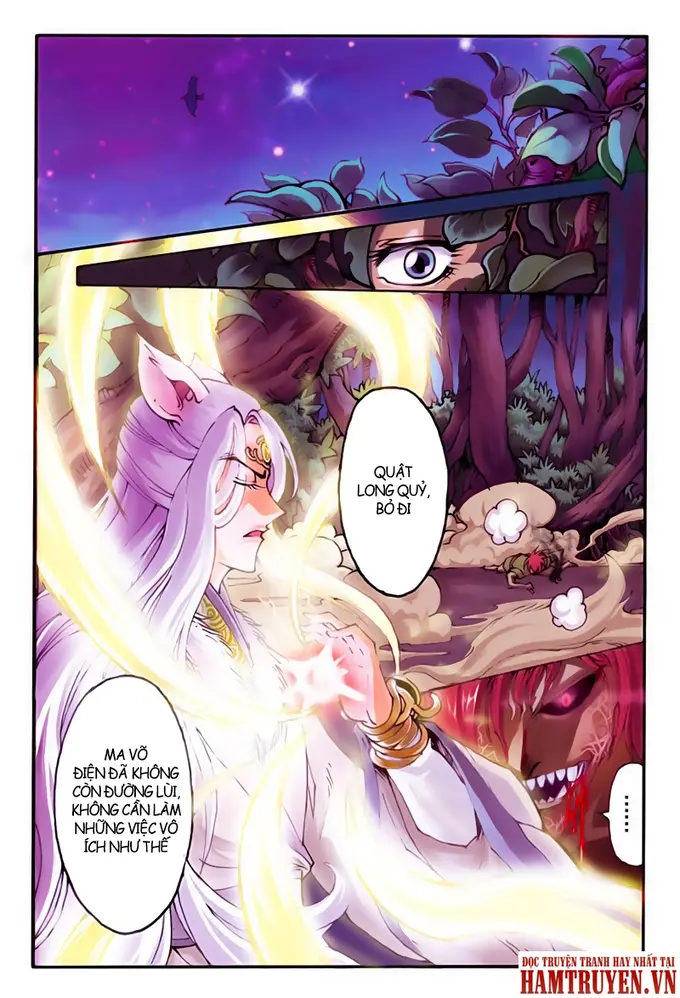 QUẬT
LONG QUỶ,
BỎ ĐI
MA VÕ
ĐIỆN ĐÃ KHÔNG
CÒN ĐƯỜNG LÙI,
KHÔNG CẦN LÀM
NHỮNG VIỆC VÔ
ÍCH NHƯ THẾ
......
ĐỌC TRUYỆN TRANH HAY NHẤT TẠI
HAMTRUYEN.VN